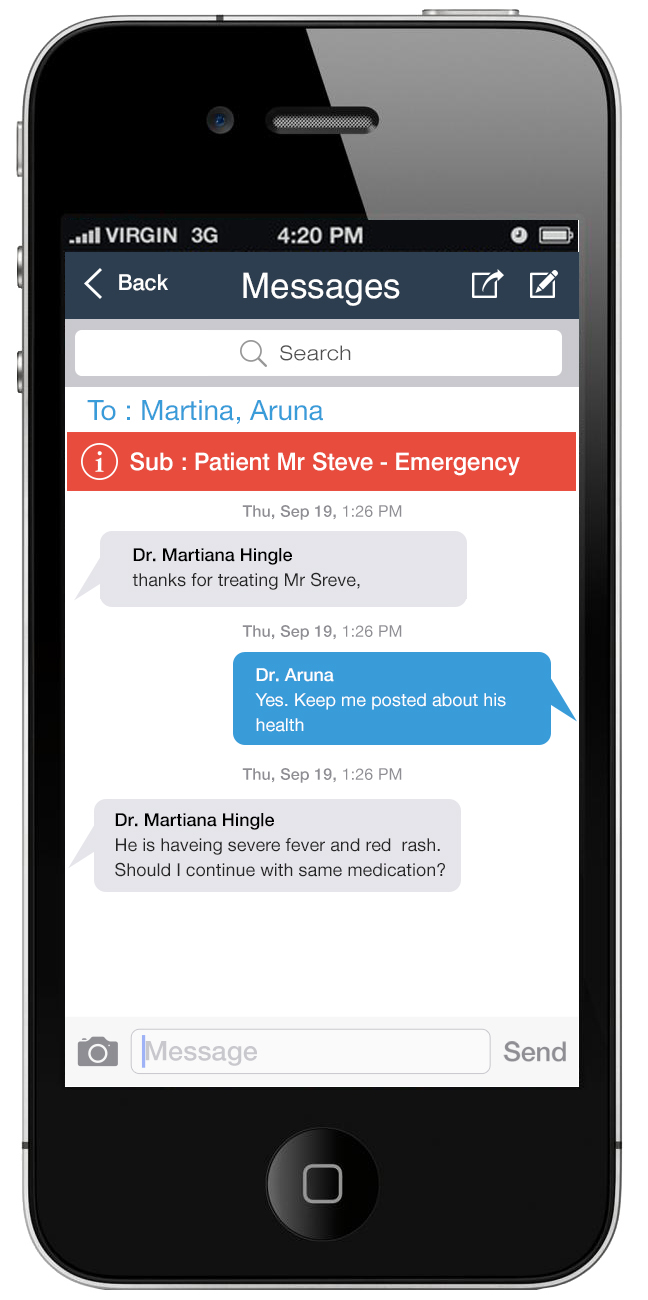 VIRGIN 3G 4:20 PM
Back Messages
Search
To : Martina, Aruna
i Sub : Patient Mr Steve - Emergency
Thu, Sep 19, 1:26 PM
Dr. Martiana Hingle
thanks for treating Mr Sreve,
Thu, Sep 19, 1:26 PM
Dr. Aruna
Yes. Keep me posted about his
health
Thu, Sep 19, 1:26 PM
Dr. Martiana Hingle
He is haveing severe fever and red  rash.
Should I continue with same medication?
Message Send